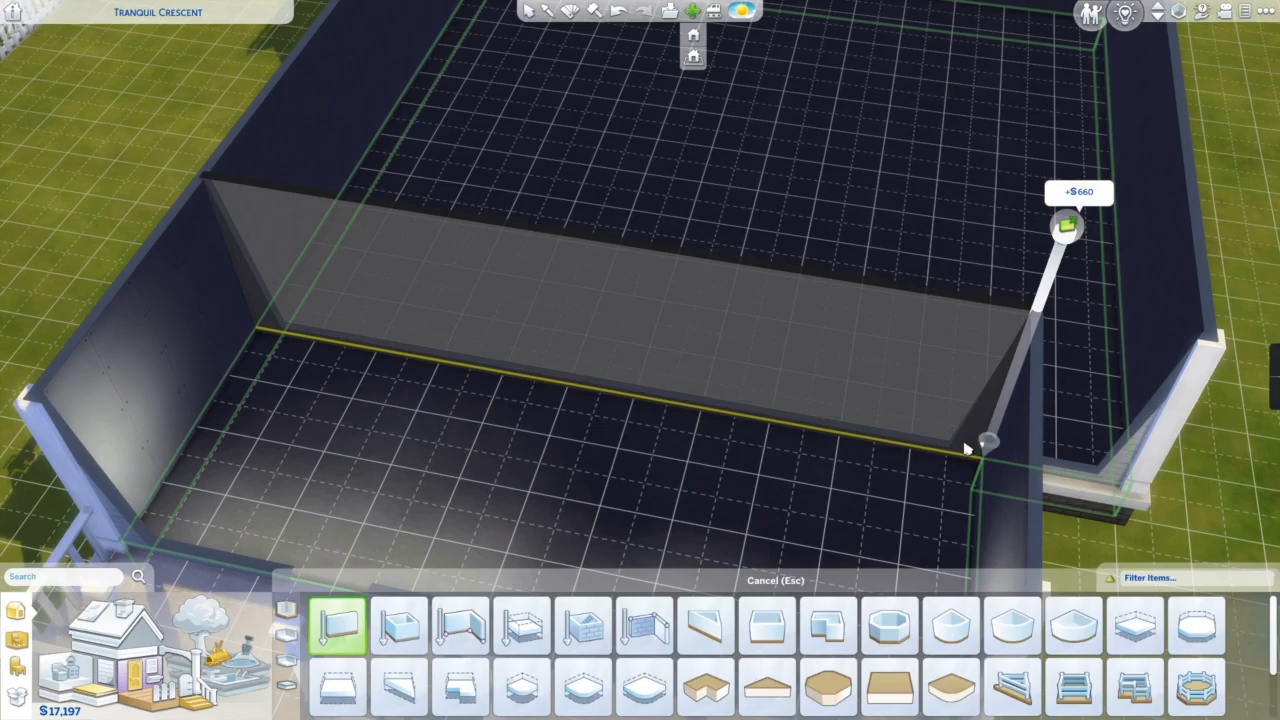 TRANQUIL CRESCENT
+§660
Search
Cancel (Esc)
Filter Items...
§17,197